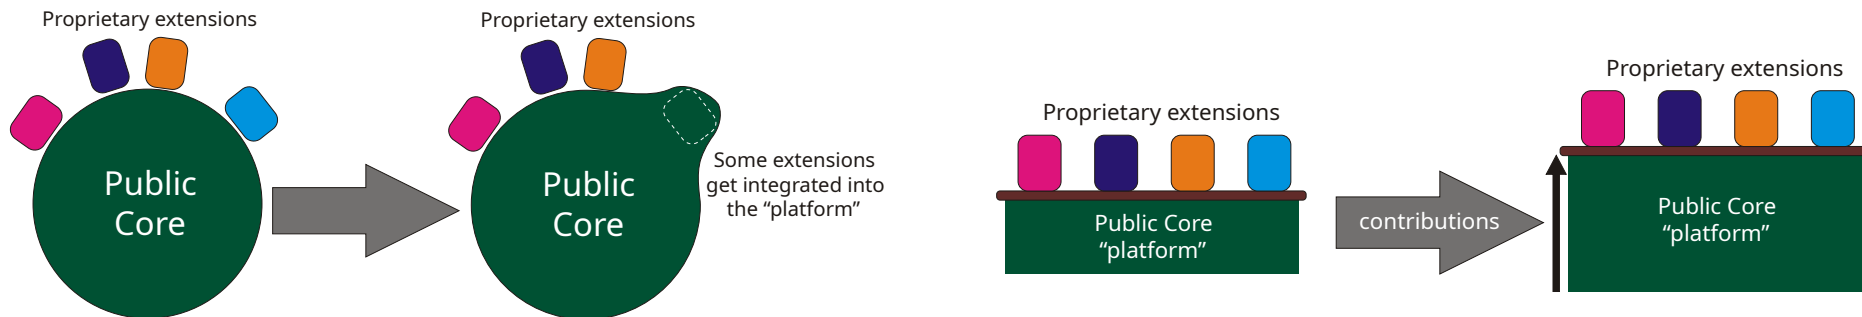 Proprietary extensions
Public
Core
Proprietary extensions
Public
Core
Some extensions
get integrated into
the “platform”
Proprietary extensions
Public Core
“platform”
contributions
Proprietary extensions
Public Core
“platform”